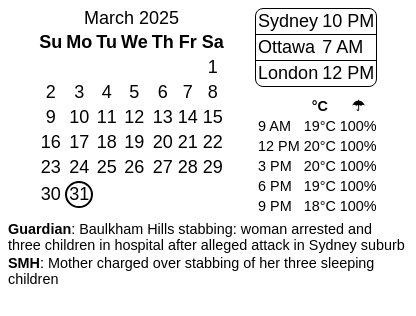 March 2025
Su Mo Tu We Th Fr Sa
1
2 3 4 5 6 7 8
9 10 11 12 13 14 15
16 17 18 19 20 21 22
23 24 25 26 27 28 29
30 31
Sydney 10 PM
Ottawa 7 AM
London 12 PM
°C ☂
9 AM 19°C 100%
12 PM 20°C 100%
3 PM 20°C 100%
6 PM 19°C 100%
9 PM 18°C 100%
Guardian: Baulkham Hills stabbing: woman arrested and
three children in hospital after alleged attack in Sydney suburb
SMH: Mother charged over stabbing of her three sleeping
children